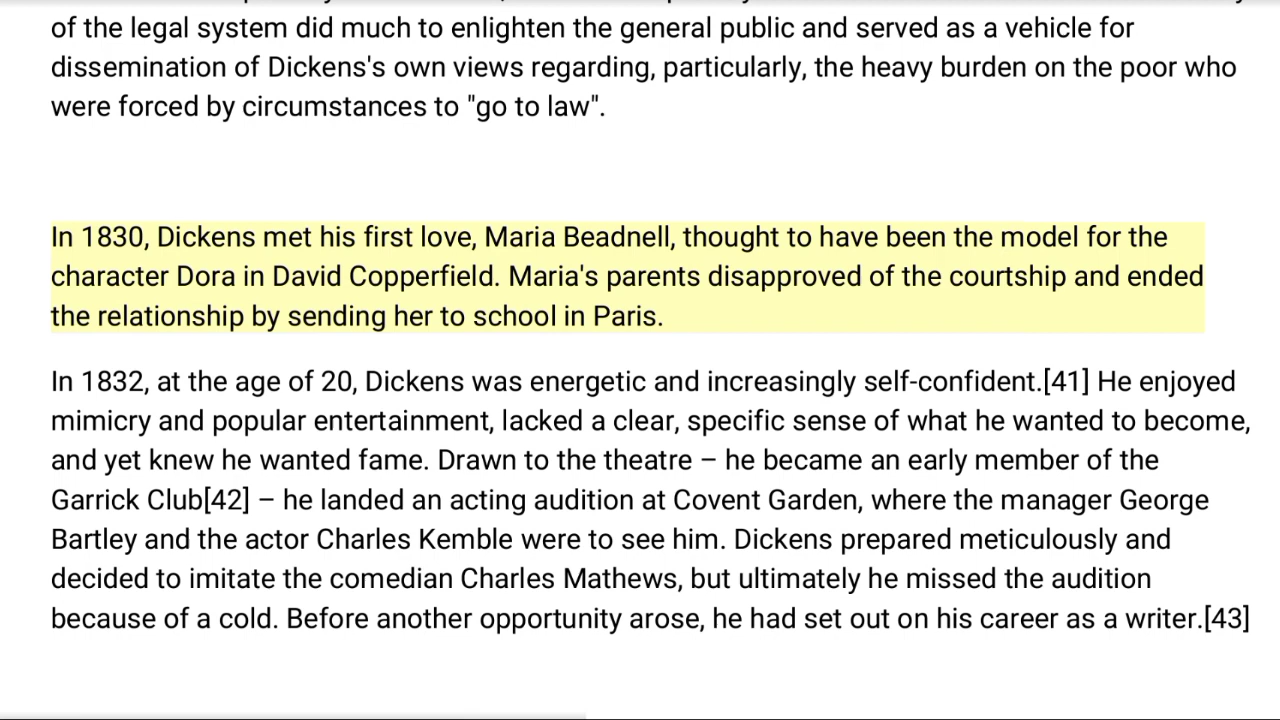 of the legal system did much to enlighten the general public and served as a vehicle for
dissemination of Dickens's own views regarding, particularly, the heavy burden on the poor who
were forced by circumstances to "go to law".
In 1830, Dickens met his first love, Maria Beadnell, thought to have been the model for the
character Dora in David Copperfield. Maria's parents disapproved of the courtship and ended
the relationship by sending her to school in Paris.
In 1832, at the age of 20, Dickens was energetic and increasingly self-confident.[41] He enjoyed
mimicry and popular entertainment, lacked a clear, specific sense of what he wanted to become,
and yet knew he wanted fame. Drawn to the theatre – he became an early member of the
Garrick Club[42] – he landed an acting audition at Covent Garden, where the manager George
Bartley and the actor Charles Kemble were to see him. Dickens prepared meticulously and
decided to imitate the comedian Charles Mathews, but ultimately he missed the audition
because of a cold. Before another opportunity arose, he had set out on his career as a writer.[43]